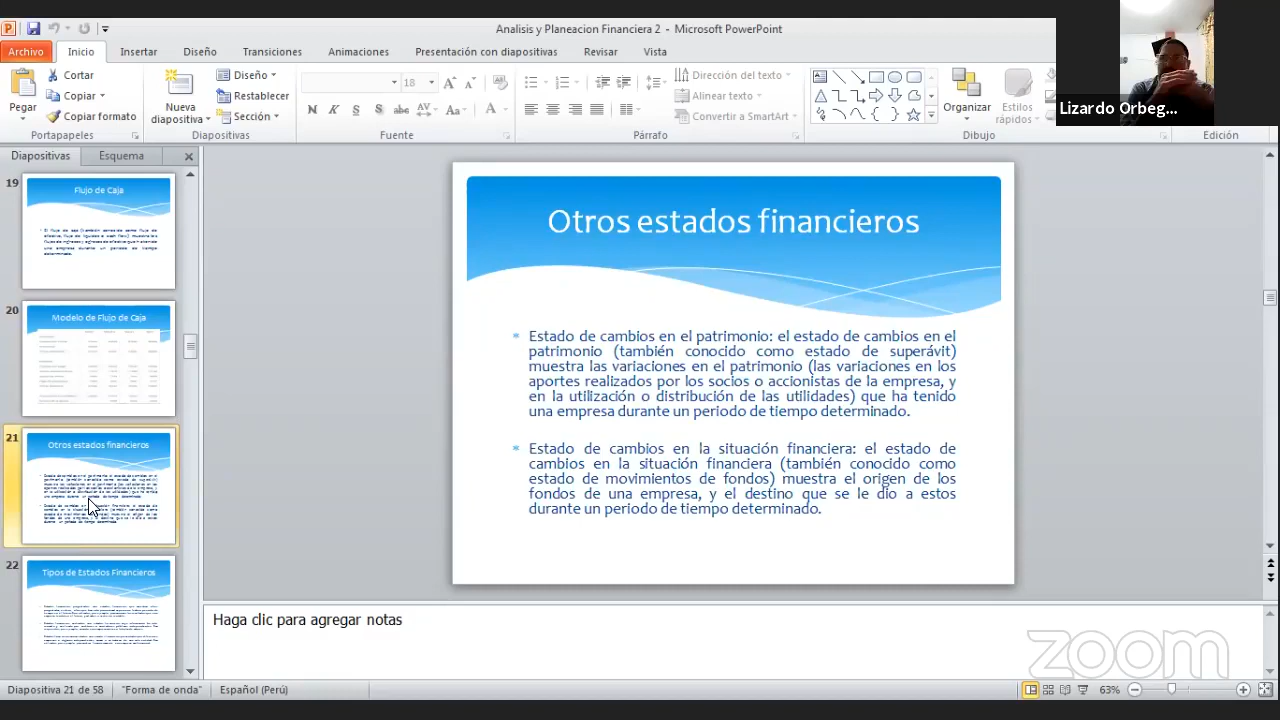 Analisis y Planeacion Financiera 2 - Microsoft PowerPoint
Archivo Inicio Insertar Diseño Transiciones Animaciones Presentación con diapositivas Revisar Vista
Cortar
Copiar
Copiar formato
Pegar
Portapapeles
Nueva diapositiva
Diseño
Restablecer
Sección
Diapositivas
18
N K S S abc AV Aa A
Fuente
Dirección del texto
Alinear texto
Convertir a SmartArt
Párrafo
Organizar
Estilos rápidos
Dibujo
Edición
Lizardo Orbeg...
Diapositivas Esquema
19
Flujo de Caja
20
Modelo de Flujo de Caja
21
Otros estados financieros
22
Tipos de Estados Financieros
Otros estados financieros
Estado de cambios en el patrimonio: el estado de cambios en el
patrimonio (también conocido como estado de superávit)
muestra las variaciones en el patrimonio (las variaciones en los
aportes realizados por los socios o accionistas de la empresa, y
en la utilización o distribución de las utilidades) que ha tenido
una empresa durante un periodo de tiempo determinado.
Estado de cambios en la situación financiera: el estado de
cambios en la situación financiera (también conocido como
estado de movimientos de fondos) muestra el origen de los
fondos de una empresa, y el destino que se le dio a estos
durante un periodo de tiempo determinado.
Haga clic para agregar notas
zoom
Diapositiva 21 de 58 "Forma de onda" Español (Perú) 63%